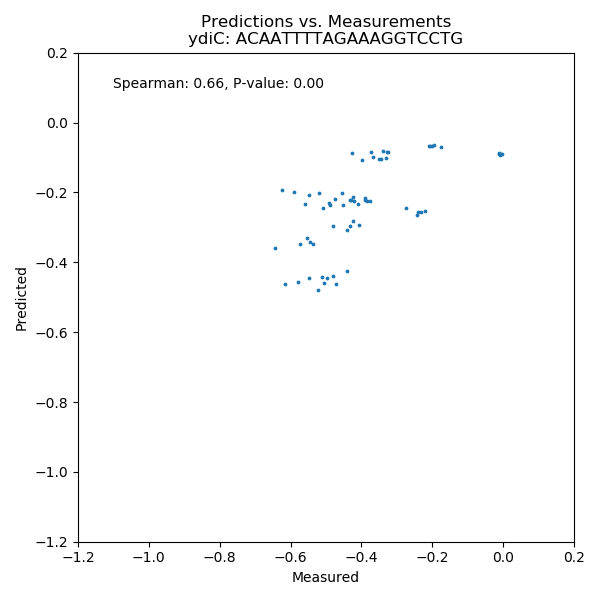 Predictions vs. Measurements
ydiC: ACAATTTTAGAAAGGTCCTG
Spearman: 0.66, P-value: 0.00
0.2
0.0
−0.2
−0.4
−0.6
−0.8
−1.0
−1.2
Predicted
−1.2 −1.0 −0.8 −0.6 −0.4 −0.2 0.0 0.2
Measured